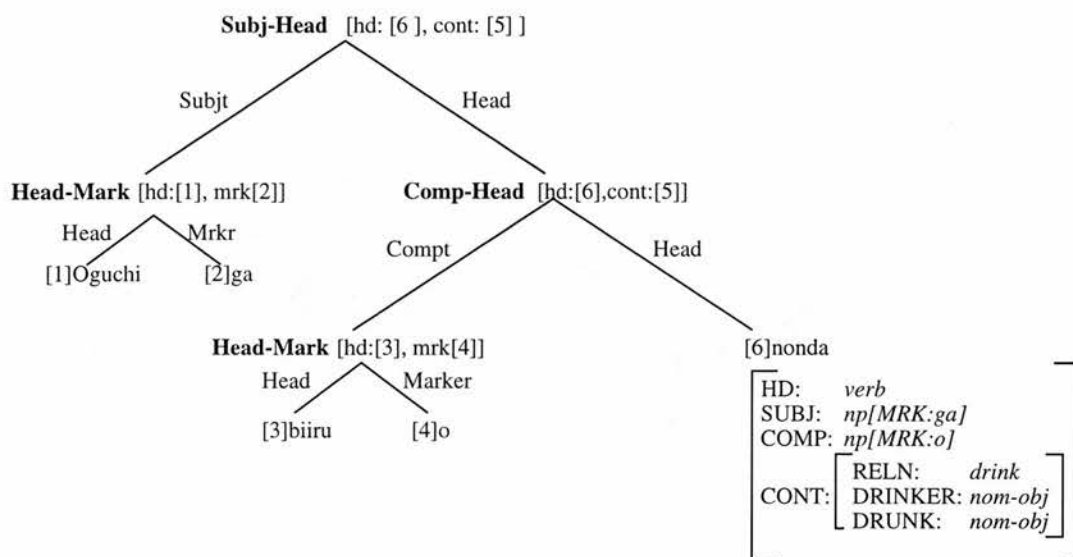 Subj-Head [hd: [6 ], cont: [5] ]
Subjt Head
Head-Mark [hd:[1], mrk[2]] Comp-Head [hd:[6],cont:[5]]
Head Mrkr Compt Head
[1]Oguchi [2]ga
Head-Mark [hd:[3], mrk[4]] [6]nonda
Head Marker
[3]biiru [4]o
HD: verb
SUBJ: np[MRK:ga]
COMP: np[MRK:o]
RELN: drink
CONT: DRINKER: nom-obj
DRUNK: nom-obj